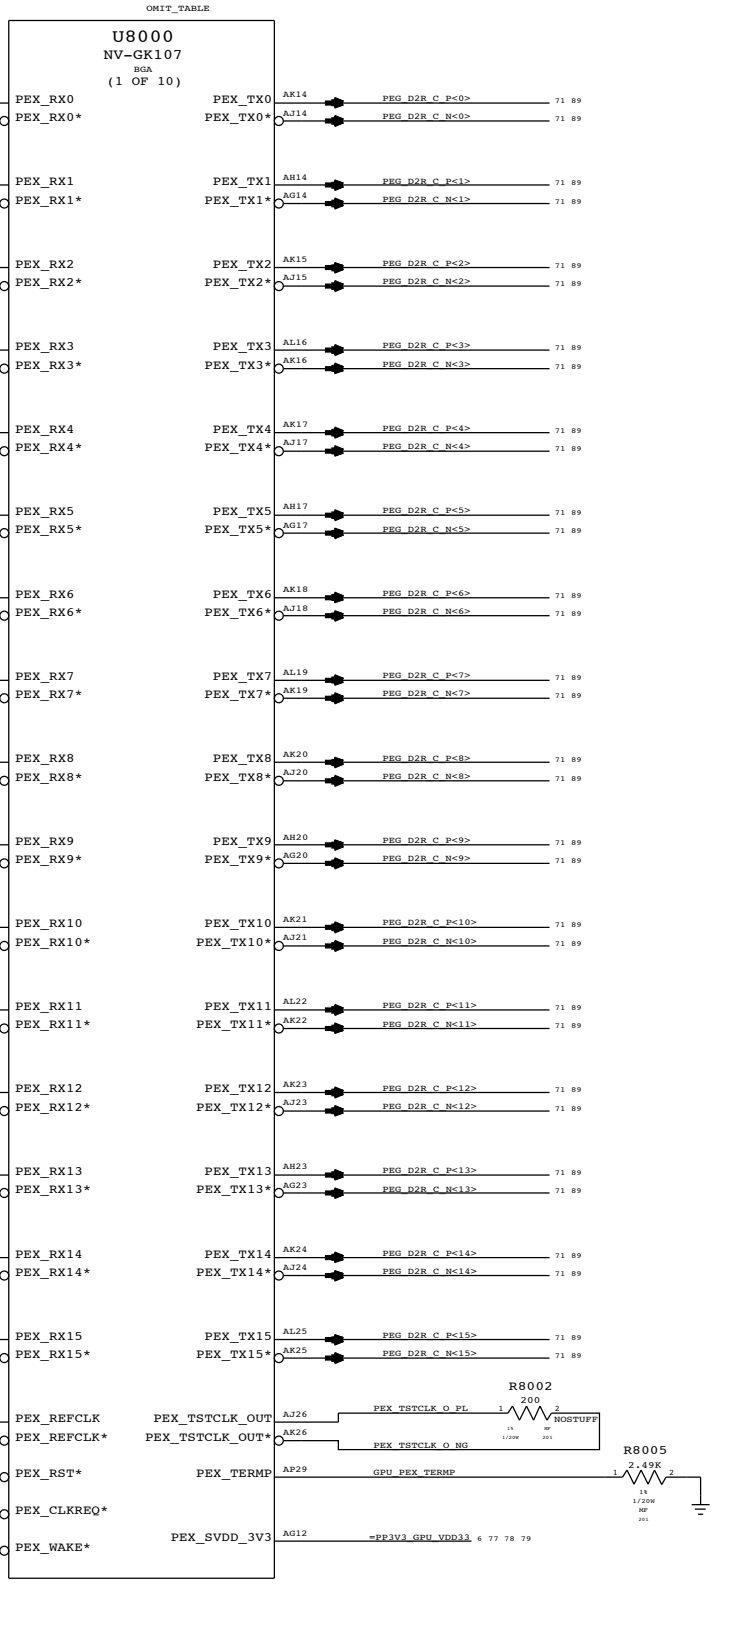 OMIT_TABLE
U8000
NV-GK107
BGA
(1 OF 10)
PEX_RX0 PEX_TX0 AK14 PEG_D2R_C_P<0> 71 89
PEX_RX0* PEX_TX0* AJ14 PEG_D2R_C_N<0> 71 89
PEX_RX1 PEX_TX1 AH14 PEG_D2R_C_P<1> 71 89
PEX_RX1* PEX_TX1* AG14 PEG_D2R_C_N<1> 71 89
PEX_RX2 PEX_TX2 AK15 PEG_D2R_C_P<2> 71 89
PEX_RX2* PEX_TX2* AJ15 PEG_D2R_C_N<2> 71 89
PEX_RX3 PEX_TX3 AL16 PEG_D2R_C_P<3> 71 89
PEX_RX3* PEX_TX3* AK16 PEG_D2R_C_N<3> 71 89
PEX_RX4 PEX_TX4 AK17 PEG_D2R_C_P<4> 71 89
PEX_RX4* PEX_TX4* AJ17 PEG_D2R_C_N<4> 71 89
PEX_RX5 PEX_TX5 AH17 PEG_D2R_C_P<5> 71 89
PEX_RX5* PEX_TX5* AG17 PEG_D2R_C_N<5> 71 89
PEX_RX6 PEX_TX6 AK18 PEG_D2R_C_P<6> 71 89
PEX_RX6* PEX_TX6* AJ18 PEG_D2R_C_N<6> 71 89
PEX_RX7 PEX_TX7 AL19 PEG_D2R_C_P<7> 71 89
PEX_RX7* PEX_TX7* AK19 PEG_D2R_C_N<7> 71 89
PEX_RX8 PEX_TX8 AK20 PEG_D2R_C_P<8> 71 89
PEX_RX8* PEX_TX8* AJ20 PEG_D2R_C_N<8> 71 89
PEX_RX9 PEX_TX9 AH20 PEG_D2R_C_P<9> 71 89
PEX_RX9* PEX_TX9* AG20 PEG_D2R_C_N<9> 71 89
PEX_RX10 PEX_TX10 AK21 PEG_D2R_C_P<10> 71 89
PEX_RX10* PEX_TX10* AJ21 PEG_D2R_C_N<10> 71 89
PEX_RX11 PEX_TX11 AL22 PEG_D2R_C_P<11> 71 89
PEX_RX11* PEX_TX11* AK22 PEG_D2R_C_N<11> 71 89
PEX_RX12 PEX_TX12 AK23 PEG_D2R_C_P<12> 71 89
PEX_RX12* PEX_TX12* AJ23 PEG_D2R_C_N<12> 71 89
PEX_RX13 PEX_TX13 AH23 PEG_D2R_C_P<13> 71 89
PEX_RX13* PEX_TX13* AG23 PEG_D2R_C_N<13> 71 89
PEX_RX14 PEX_TX14 AK24 PEG_D2R_C_P<14> 71 89
PEX_RX14* PEX_TX14* AJ24 PEG_D2R_C_N<14> 71 89
PEX_RX15 PEX_TX15 AL25 PEG_D2R_C_P<15> 71 89
PEX_RX15* PEX_TX15* AK25 PEG_D2R_C_N<15> 71 89
R8002
200
PEX_TSTCLK_O_PL 1 2
PEX_REFCLK PEX_TSTCLK_OUT AJ26 NOSTUFF
1% MF
1/20W 201
PEX_REFCLK* PEX_TSTCLK_OUT* AK26 PEX_TSTCLK_O_NG
R8005
2.49K
PEX_RST* PEX_TERMP AP29 GPU_PEX_TERMP 1 2
1%
1/20W
MF
201
PEX_CLKREQ*
PEX_SVDD_3V3 AG12 =PP3V3_GPU_VDD33 6 77 78 79
PEX_WAKE*